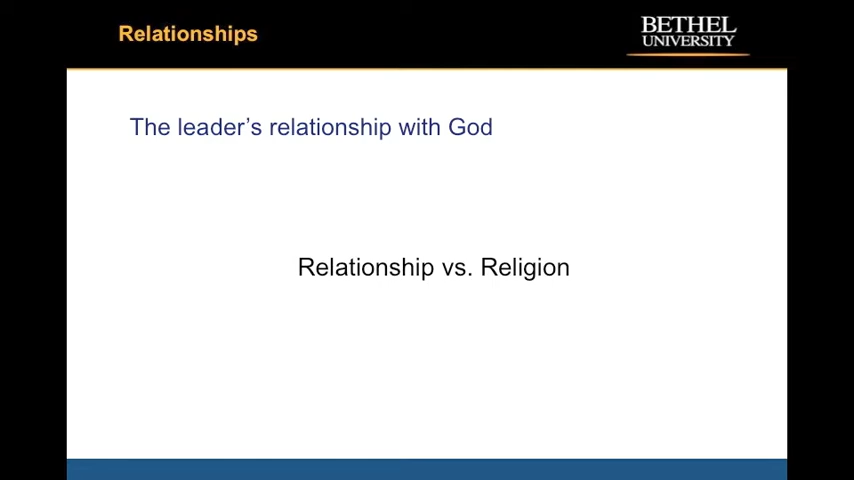 Relationships
BETHEL
UNIVERSITY
The leader’s relationship with God
Relationship vs. Religion